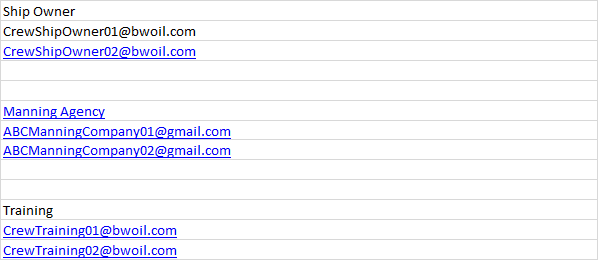 Ship Owner
CrewShipOwner01@bwoil.com
CrewShipOwner02@bwoil.com
Manning Agency
ABCManningCompany01@gmail.com
ABCManningCompany02@gmail.com
Training
CrewTraining01@bwoil.com
CrewTraining02@bwoil.com